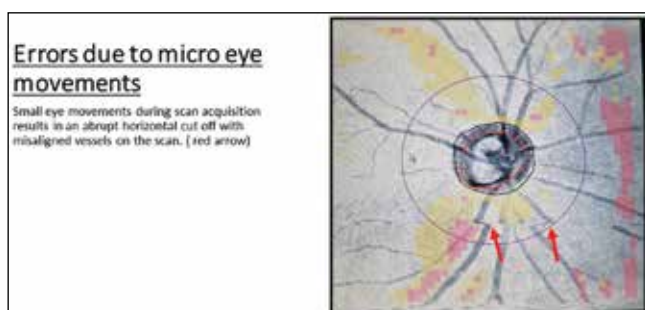 Errors due to micro eye
movements
Small eye movements during scan acquisition
results in an abrupt horizontal cut off with
misaligned vessels on the scan. ( red arrow)